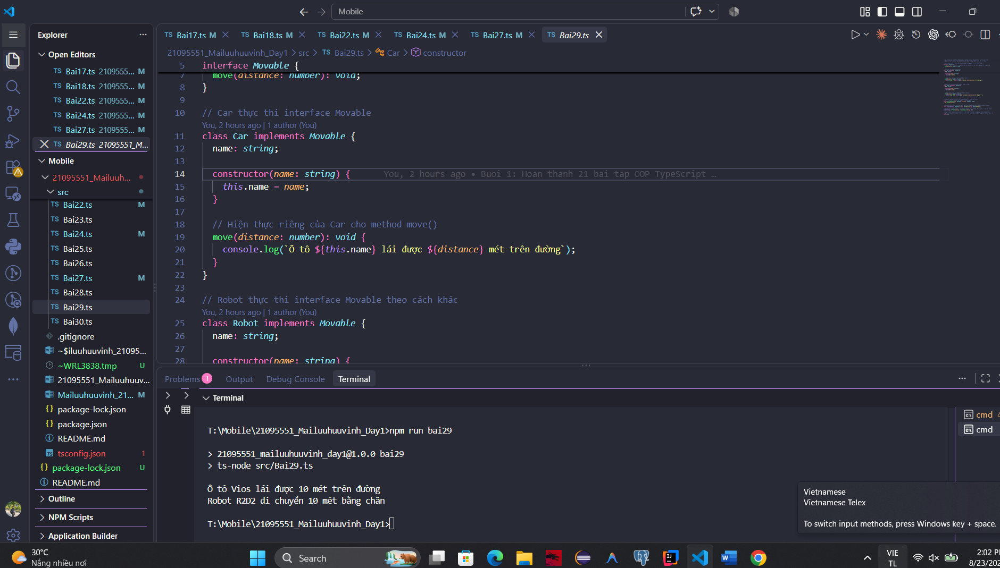 Mobile
Explorer
Open Editors
TS Bai17.ts 2109555... M
TS Bai18.ts 2109555... M
TS Bai22.ts 2109555... M
TS Bai24.ts 2109555... M
TS Bai27.ts 2109555... M
TS Bai29.ts 21095551_M...
Mobile
21095551_Mailuuh...
src
TS Bai22.ts M
TS Bai23.ts
TS Bai24.ts M
TS Bai25.ts
TS Bai26.ts
TS Bai27.ts M
TS Bai28.ts
TS Bai29.ts
TS Bai30.ts
.gitignore
~$iluuhuuvinh_21095...
~WRL3838.tmp U
21095551_Mailuuhuuv...
Mailuuhuuvinh_21... M
{} package-lock.json
{} package.json
README.md
TS tsconfig.json 1
{} package-lock.json U
README.md
Outline
NPM Scripts
Application Builder
TS Bai17.ts M
TS Bai18.ts M
TS Bai22.ts M
TS Bai24.ts M
TS Bai27.ts M
TS Bai29.ts
21095551_Mailuuhuuvinh_Day1 > src > TS Bai29.ts > Car > constructor
5 interface Movable {
7 move(distance: number): void;
8 }
9
10 // Car thực thi interface Movable
You, 2 hours ago | 1 author (You)
11 class Car implements Movable {
12 name: string;
13
14 constructor(name: string) { You, 2 hours ago • Buoi 1: Hoan thanh 21 bai tap OOP TypeScript …
15 this.name = name;
16 }
17
18 // Hiện thực riêng của Car cho method move()
19 move(distance: number): void {
20 console.log(`Ô tô ${this.name} lái được ${distance} mét trên đường`);
21 }
22 }
23
24 // Robot thực thi interface Movable theo cách khác
You, 2 hours ago | 1 author (You)
25 class Robot implements Movable {
26 name: string;
27
28 constructor(name: string) {
Problems 1 Output Debug Console Terminal
Terminal
T:\Mobile\21095551_Mailuuhuuvinh_Day1>npm run bai29
> 21095551_mailuuhuuvinh_day1@1.0.0 bai29
> ts-node src/Bai29.ts
Ô tô Vios lái được 10 mét trên đường
Robot R2D2 di chuyển 10 mét bằng chân
T:\Mobile\21095551_Mailuuhuuvinh_Day1>
cmd
cmd
Vietnamese
Vietnamese Telex
To switch input methods, press Windows key + space.
30°C
Nắng nhiều nơi
Search
VIE
TL
2:02
8/23/202